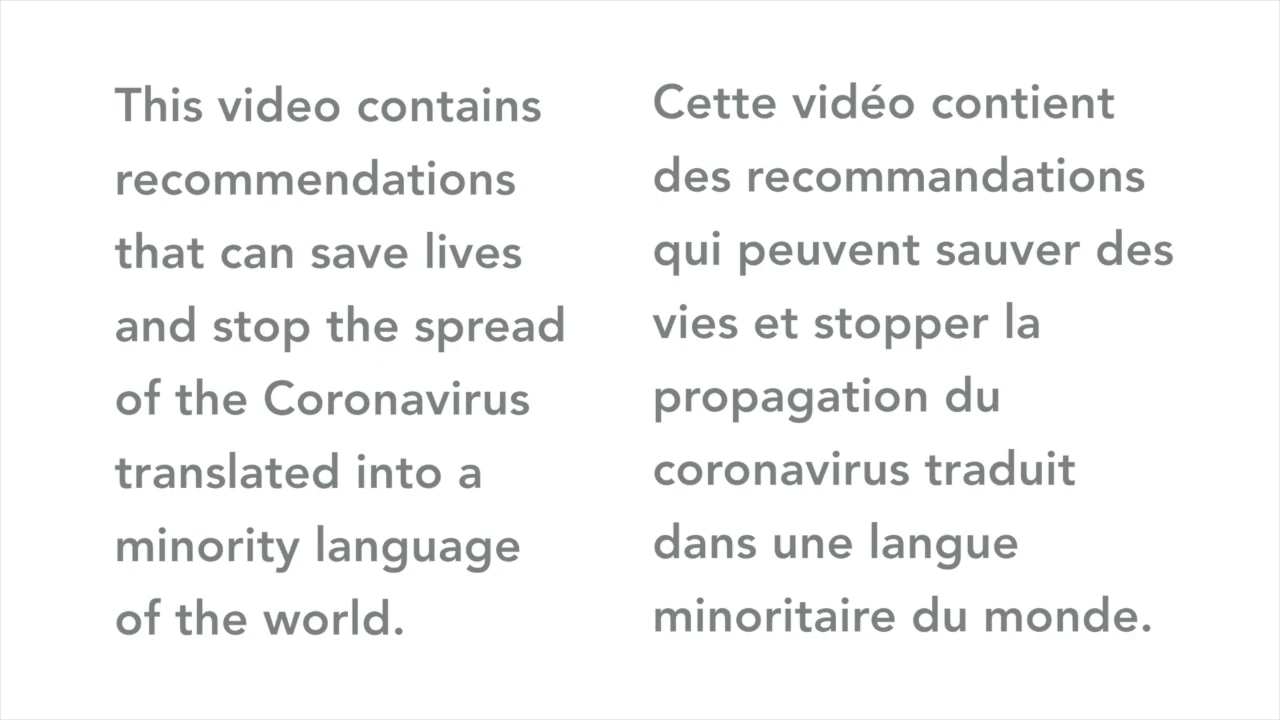 This video contains
recommendations
that can save lives
and stop the spread
of the Coronavirus
translated into a
minority language
of the world.
Cette vidéo contient
des recommandations
qui peuvent sauver des
vies et stopper la
propagation du
coronavirus traduit
dans une langue
minoritaire du monde.